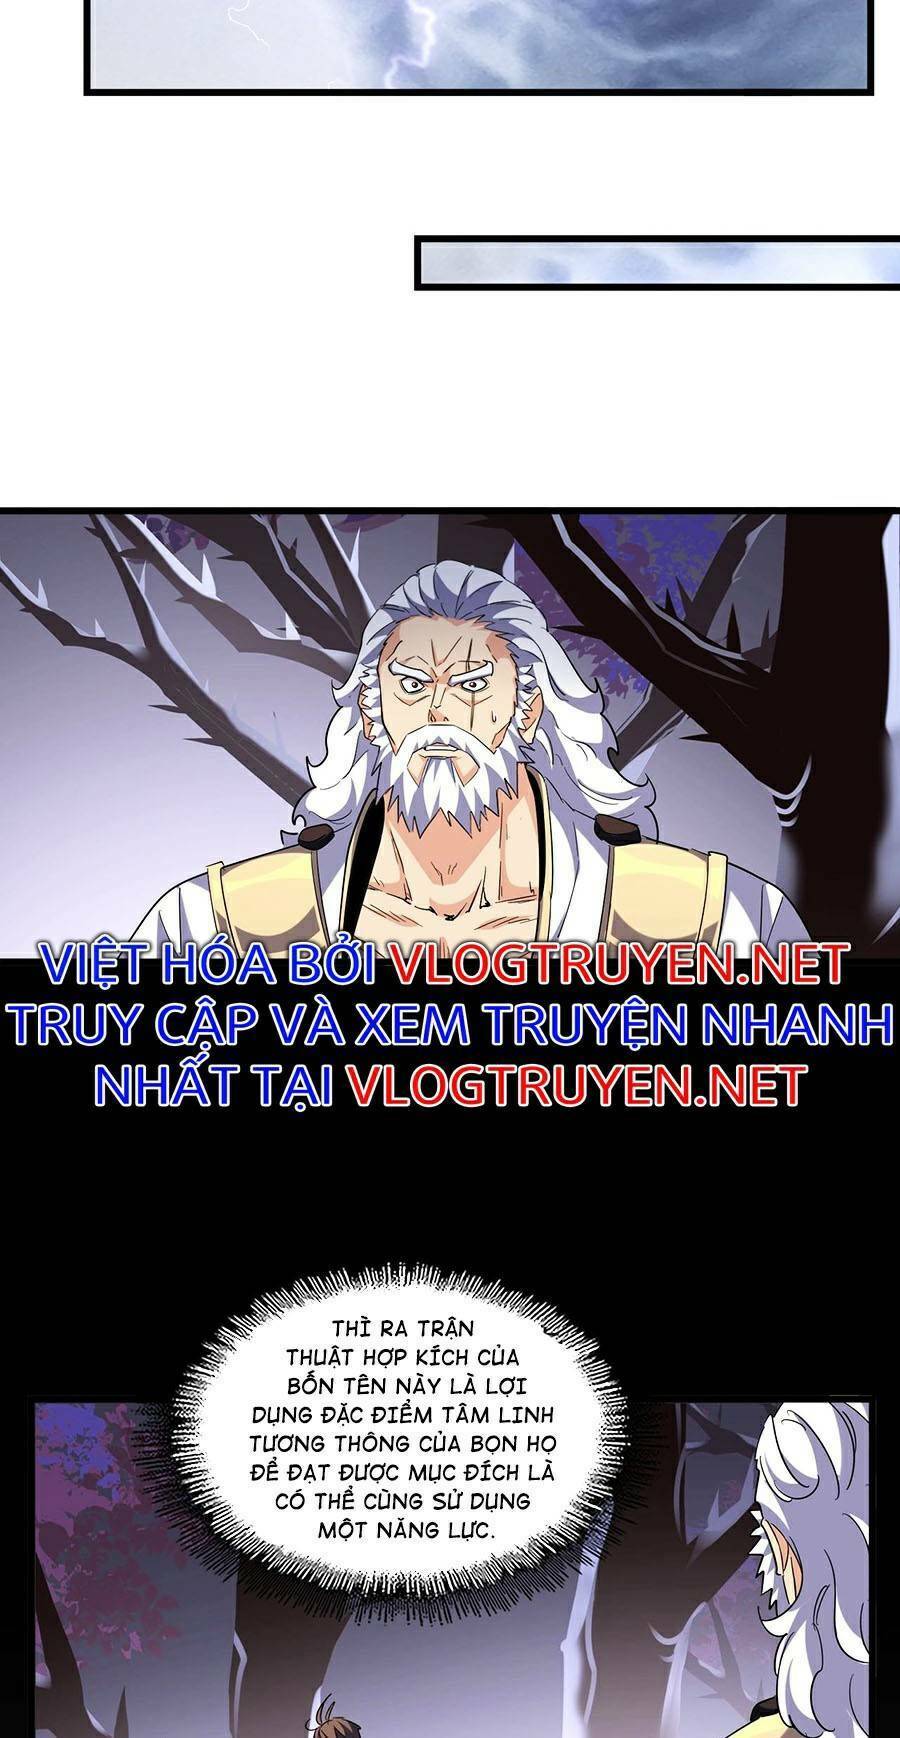 VIỆT HÓA BỞI VLOGTRUYEN.NET
TRUY CẬP VÀ XEM TRUYỆN NHANH
NHẤT TẠI VLOGTRUYEN.NET
THÌ RA TRẬN
THUẬT HỢP KÍCH CỦA
BỐN TÊN NÀY LÀ LỢI
DỤNG ĐẶC ĐIỂM TÂM LINH
TƯƠNG THÔNG CỦA BỌN HỌ
ĐỂ ĐẠT ĐƯỢC MỤC ĐÍCH LÀ
CÓ THỂ CÙNG SỬ DỤNG
MỘT NĂNG LỰC.